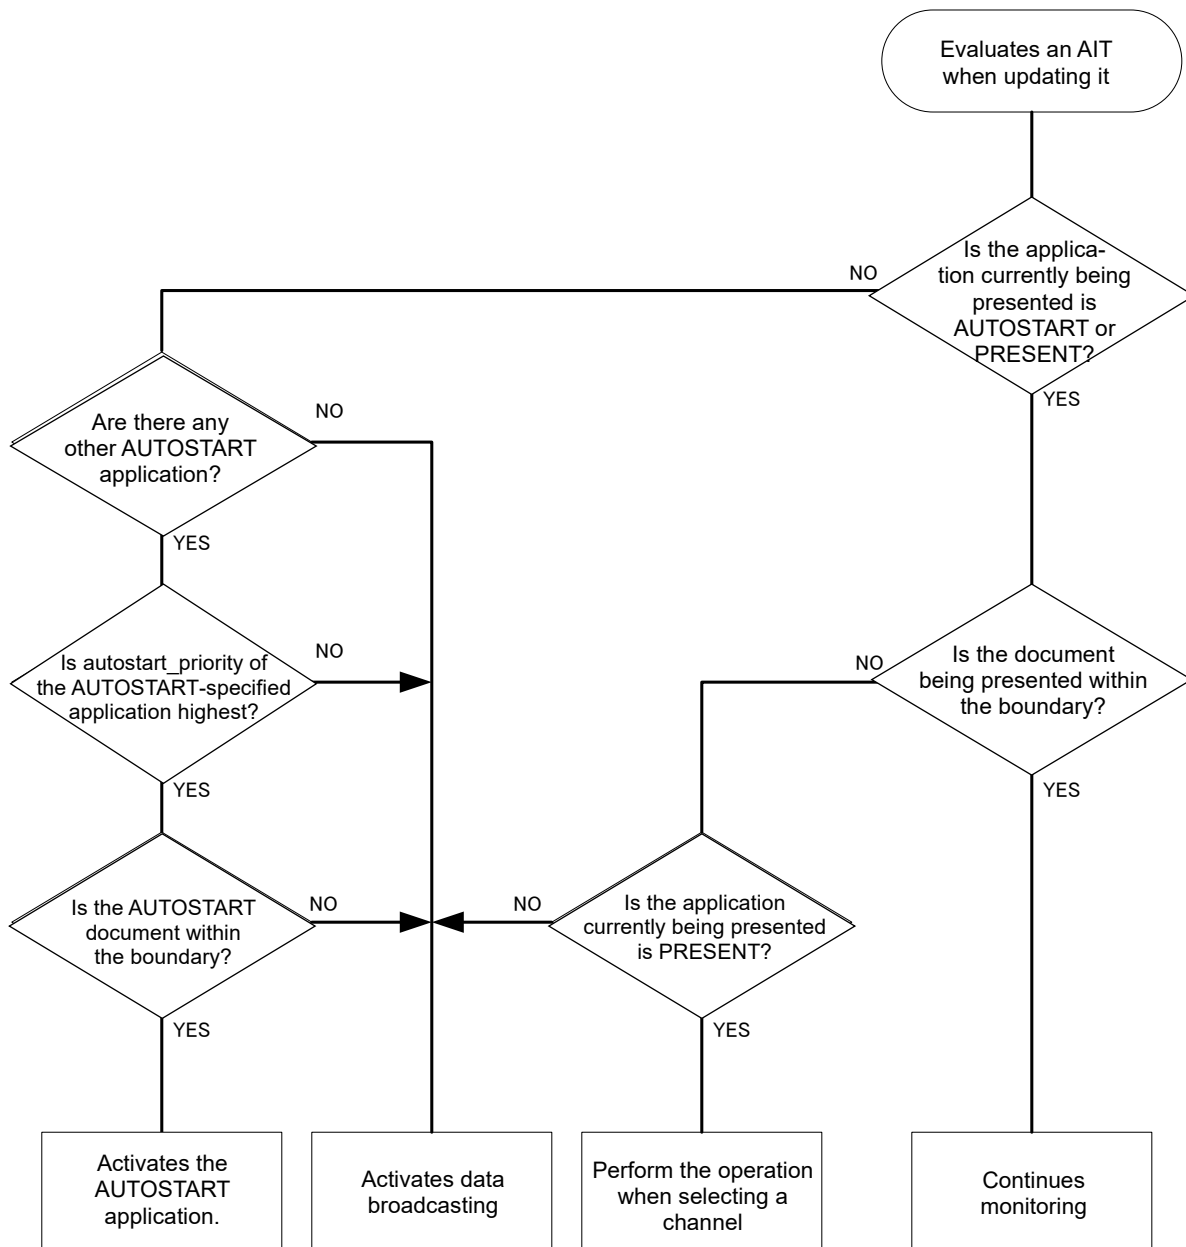 Evaluates an AIT
when updating it
Is the applica-
tion currently being
presented is
AUTOSTART or
PRESENT?
NO
YES
Are there any
other AUTOSTART
application?
NO
YES
Is autostart_priority of
the AUTOSTART-specified
application highest?
NO
YES
Is the document
being presented within
the boundary?
NO
YES
Is the AUTOSTART
document within
the boundary?
NO
YES
Is the application
currently being presented
is PRESENT?
NO
YES
Activates the
AUTOSTART
application.
Activates data
broadcasting
Perform the operation
when selecting a
channel
Continues
monitoring